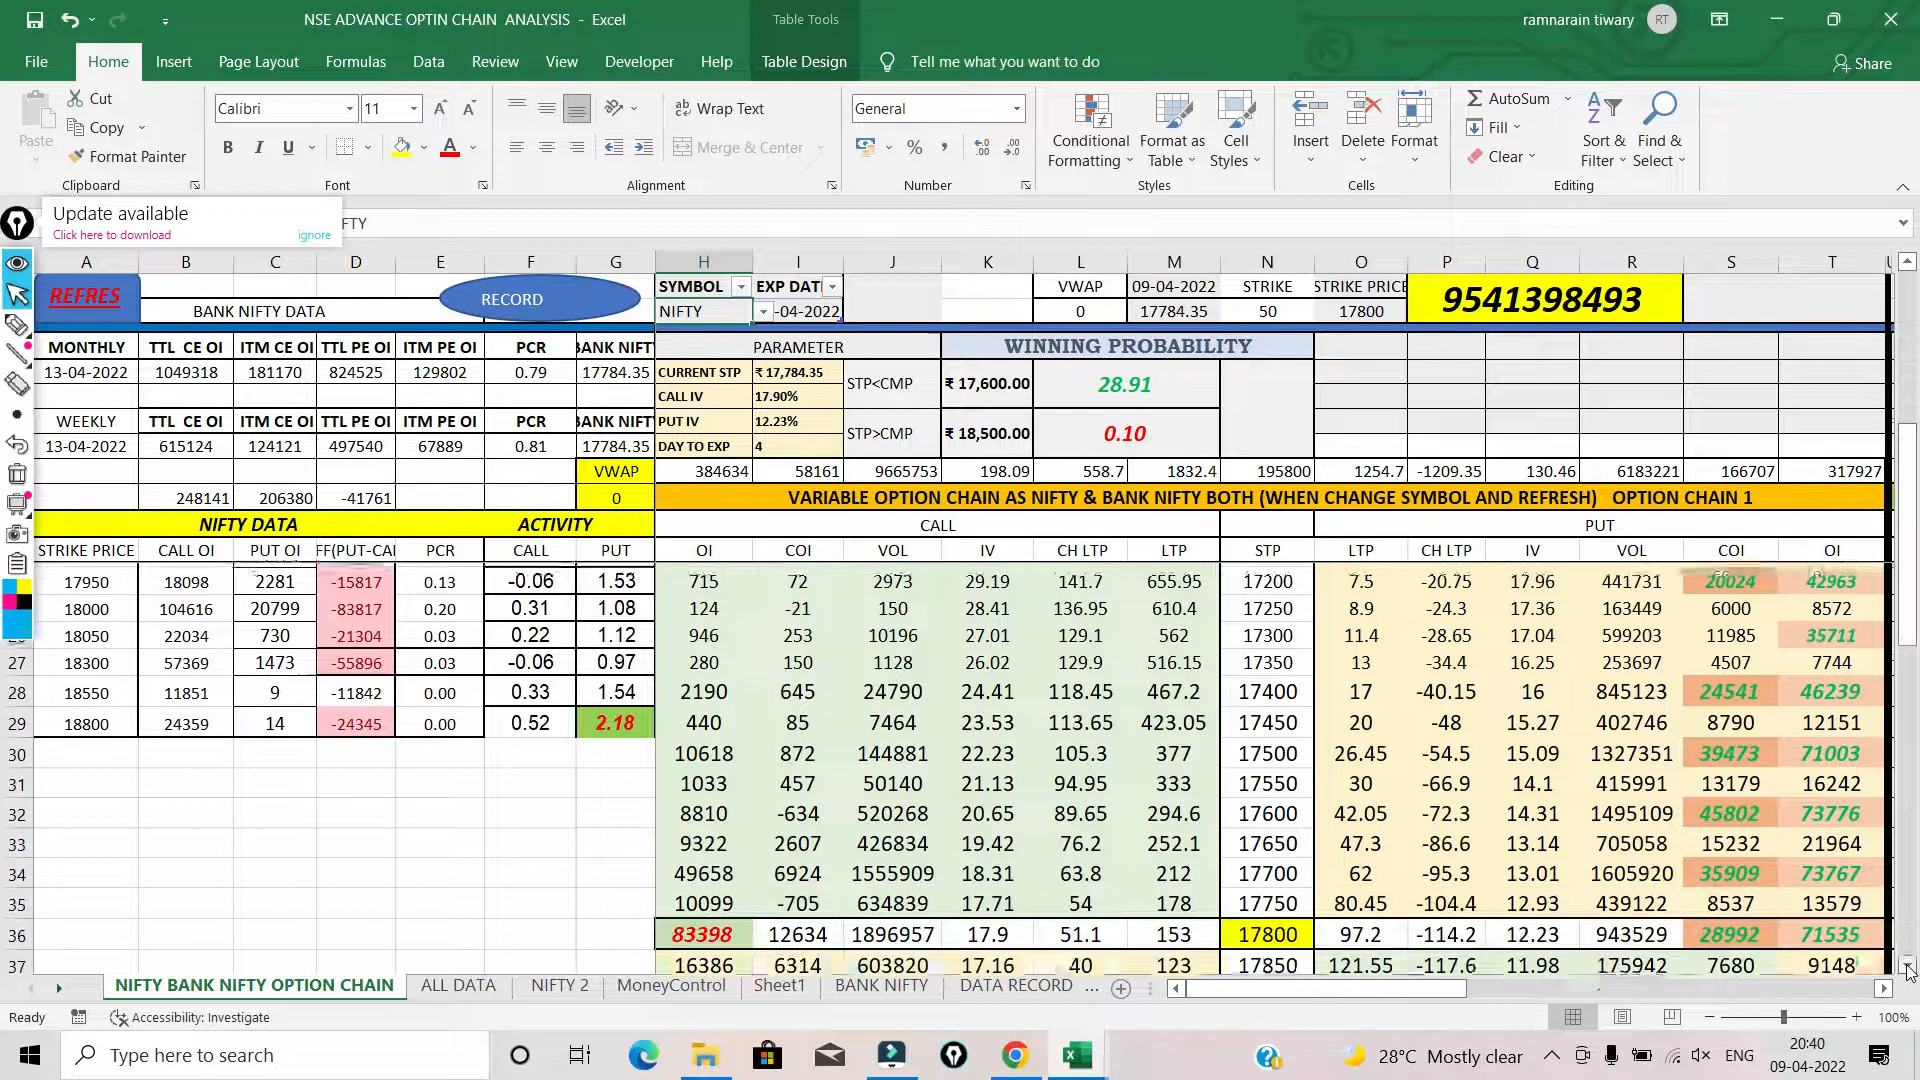 NSE ADVANCE OPTIN CHAIN ANALYSIS - Excel Table Tools ramnarain tiwary RT
File Home Insert Page Layout Formulas Data Review View Developer Help Table Design Tell me what you want to do Share
Paste Cut Copy Format Painter Clipboard
Calibri 11 B I U A Font
ab Wrap Text Merge & Center Alignment
General % , Number
Conditional Formatting Format as Table Cell Styles Styles
Insert Delete Format Cells
AutoSum Fill Clear Sort & Filter Find & Select Editing
Update available
Click here to download ignore
A B C D E F G H I J K L M N O P Q R S T
REFRES RECORD SYMBOL EXP DAT VWAP 09-04-2022 STRIKE STRIKE PRICE 9541398493
BANK NIFTY DATA NIFTY -04-2022 0 17784.35 50 17800
MONTHLY TTL CE OI ITM CE OI TTL PE OI ITM PE OI PCR BANK NIFTY PARAMETER WINNING PROBABILITY
13-04-2022 1049318 181170 824525 129802 0.79 17784.35 CURRENT STP ₹ 17,784.35 STP<CMP ₹ 17,600.00 28.91
CALL IV 17.90%
WEEKLY TTL CE OI ITM CE OI TTL PE OI ITM PE OI PCR BANK NIFTY PUT IV 12.23% STP>CMP ₹ 18,500.00 0.10
13-04-2022 615124 124121 497540 67889 0.81 17784.35 DAY TO EXP 4
VWAP 384634 58161 9665753 198.09 558.7 1832.4 195800 1254.7 -1209.35 130.46 6183221 166707 317927
248141 206380 -41761 0 VARIABLE OPTION CHAIN AS NIFTY & BANK NIFTY BOTH (WHEN CHANGE SYMBOL AND REFRESH) OPTION CHAIN 1
NIFTY DATA ACTIVITY CALL PUT
STRIKE PRICE CALL OI PUT OI FF(PUT-CAL PCR CALL PUT OI COI VOL IV CH LTP LTP STP LTP CH LTP IV VOL COI OI
17950 18098 2281 -15817 0.13 -0.06 1.53 715 72 2973 29.19 141.7 655.95 17200 7.5 -20.75 17.96 441731 20024 42963
18000 104616 20799 -83817 0.20 0.31 1.08 124 -21 150 28.41 136.95 610.4 17250 8.9 -24.3 17.36 163449 6000 8572
18050 22034 730 -21304 0.03 0.22 1.12 946 253 10196 27.01 129.1 562 17300 11.4 -28.65 17.04 599203 11985 35711
27 18300 57369 1473 -55896 0.03 -0.06 0.97 280 150 1128 26.02 129.9 516.15 17350 13 -34.4 16.25 253697 4507 7744
28 18550 11851 9 -11842 0.00 0.33 1.54 2190 645 24790 24.41 118.45 467.2 17400 17 -40.15 16 845123 24541 46239
29 18800 24359 14 -24345 0.00 0.52 2.18 440 85 7464 23.53 113.65 423.05 17450 20 -48 15.27 402746 8790 12151
30 10618 872 144881 22.23 105.3 377 17500 26.45 -54.5 15.09 1327351 39473 71003
31 1033 457 50140 21.13 94.95 333 17550 30 -66.9 14.1 415991 13179 16242
32 8810 -634 520268 20.65 89.65 294.6 17600 42.05 -72.3 14.31 1495109 45802 73776
33 9322 2607 426834 19.42 76.2 252.1 17650 47.3 -86.6 13.14 705058 15232 21964
34 49658 6924 1555909 18.31 63.8 212 17700 62 -95.3 13.01 1605920 35909 73767
35 10099 -705 634839 17.71 54 178 17750 80.45 -104.4 12.93 439122 8537 13579
36 83398 12634 1896957 17.9 51.1 153 17800 97.2 -114.2 12.23 943529 28992 71535
37 16386 6314 603820 17.16 40 123 17850 121.55 -117.6 11.98 175942 7680 9148
NIFTY BANK NIFTY OPTION CHAIN ALL DATA NIFTY 2 MoneyControl Sheet1 BANK NIFTY DATA RECORD ...
Ready Accessibility: Investigate 100%
Type here to search 28°C Mostly clear ENG 20:40
09-04-2022